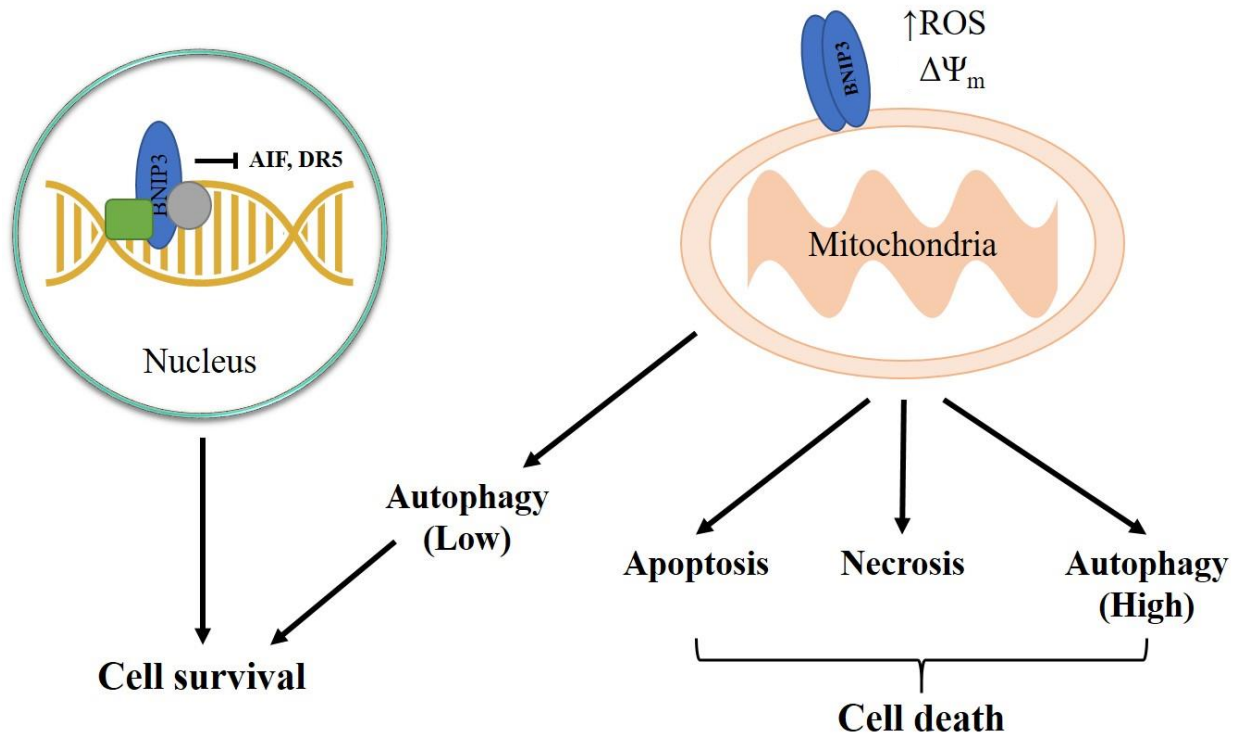 BNIP3
AIF, DR5
Nucleus
BNIP3
↑ROS
ΔΨm
Mitochondria
Autophagy
(Low)
Cell survival
Apoptosis
Necrosis
Autophagy
(High)
Cell death